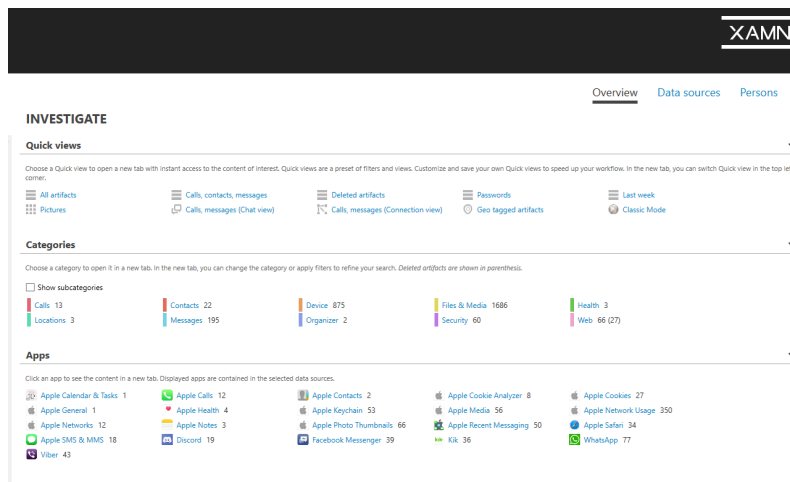 XAMN
Overview Data sources Persons
INVESTIGATE
Quick views
Choose a Quick view to open a new tab with instant access to the content of interest. Quick views are a preset of filters and views. Customize and save your own Quick views to speed up your workflow. In the new tab, you can switch Quick view in the top le
corner.
All artifacts Calls, contacts, messages Deleted artifacts Passwords Last week
Pictures Calls, messages (Chat view) Calls, messages (Connection view) Geo tagged artifacts Classic Mode
Categories
Choose a category to open it in a new tab. In the new tab, you can change the category or apply filters to refine your search. Deleted artifacts are shown in parenthesis.
Show subcategories
Calls 13 Contacts 22 Device 875 Files & Media 1686 Health 3
Locations 3 Messages 195 Organizer 2 Security 60 Web 66 (27)
Apps
Click an app to see the content in a new tab. Displayed apps are contained in the selected data sources.
Apple Calendar & Tasks 1 Apple Calls 12 Apple Contacts 2 Apple Cookie Analyzer 8 Apple Cookies 27
Apple General 1 Apple Health 4 Apple Keychain 53 Apple Media 56 Apple Network Usage 350
Apple Networks 12 Apple Notes 3 Apple Photo Thumbnails 66 Apple Recent Messaging 50 Apple Safari 34
Apple SMS & MMS 18 Discord 19 Facebook Messenger 39 Kik 36 WhatsApp 77
Viber 43